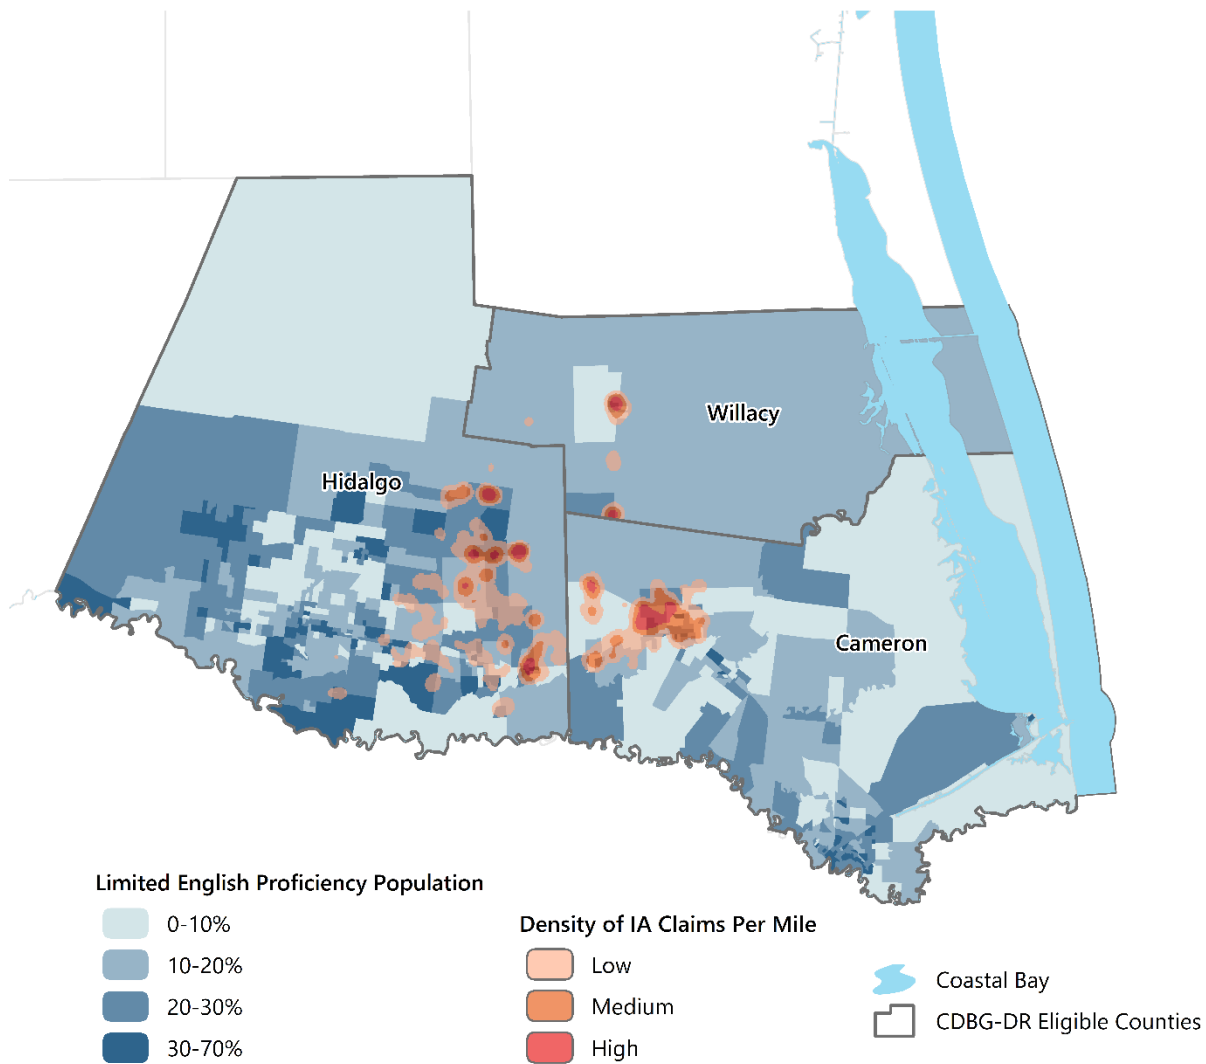 Willacy
Hidalgo
Cameron
Limited English Proficiency Population
0-10%
10-20%
20-30%
30-70%
Density of IA Claims Per Mile
Low
Medium
High
Coastal Bay
CDBG-DR Eligible Counties